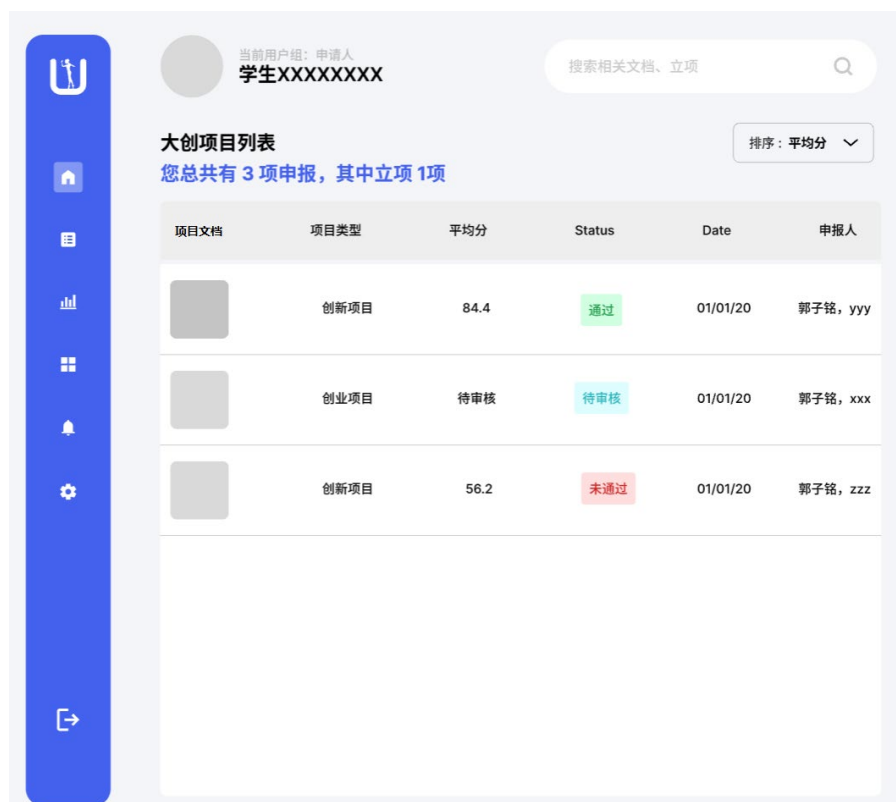 当前用户组：申请人
学生XXXXXXXX
搜索相关文档、立项
大创项目列表
您总共有 3 项申报，其中立项 1项
排序：平均分
项目文档 项目类型 平均分 Status Date 申报人
创新项目 84.4 通过 01/01/20 郭子铭，yyy
创业项目 待审核 待审核 01/01/20 郭子铭，xxx
创新项目 56.2 未通过 01/01/20 郭子铭，zzz